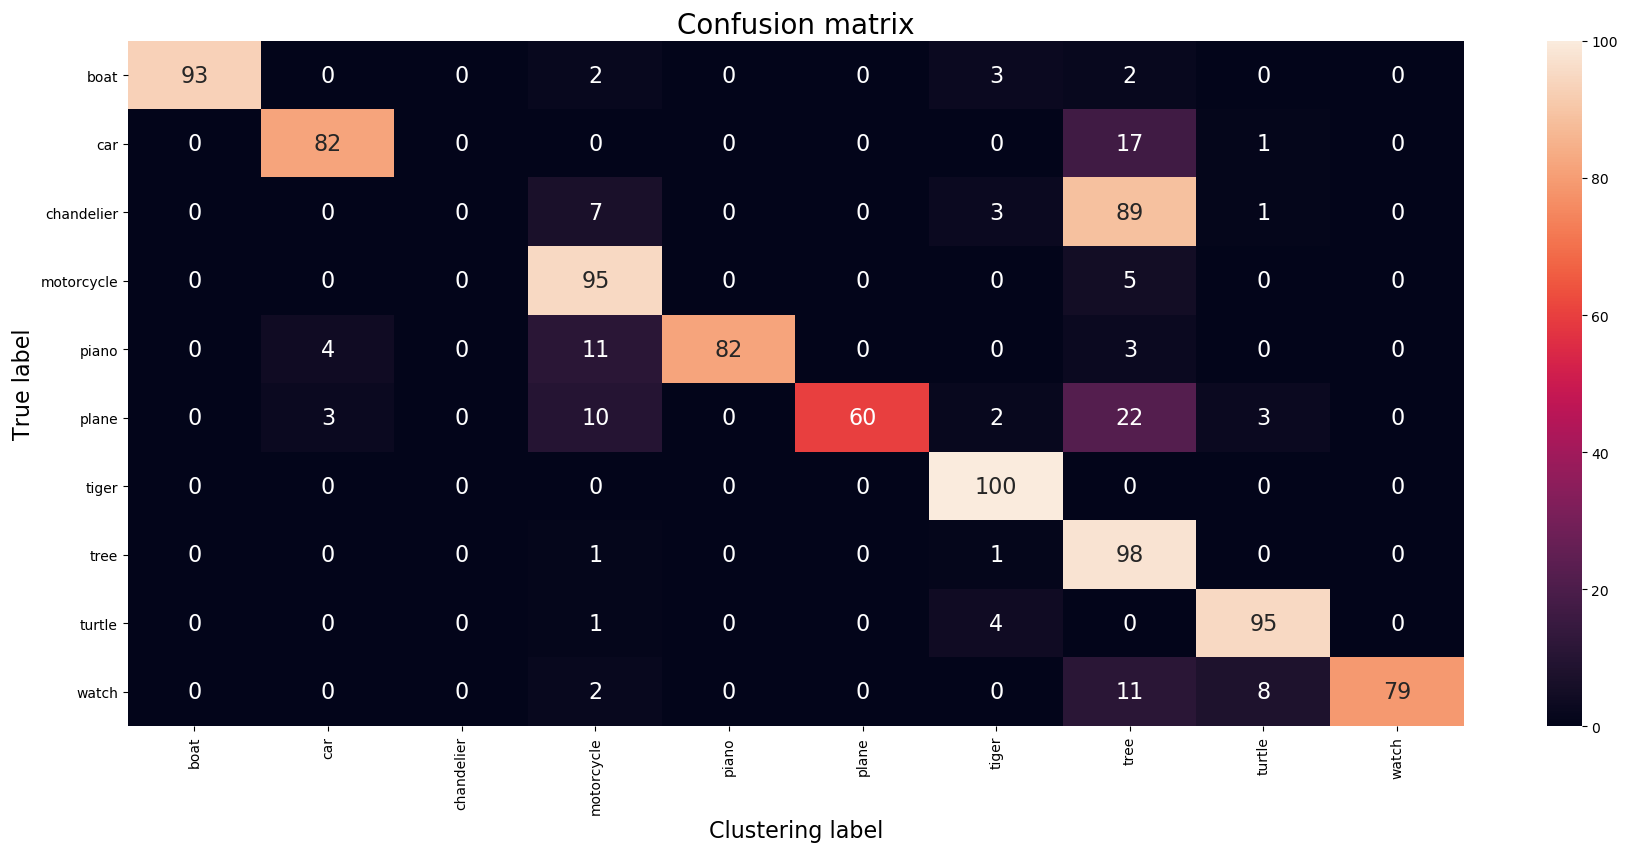 Confusion matrix
boat 93 0 0 2 0 0 3 2 0 0
car 0 82 0 0 0 0 0 17 1 0
chandelier 0 0 0 7 0 0 3 89 1 0
motorcycle 0 0 0 95 0 0 0 5 0 0
piano 0 4 0 11 82 0 0 3 0 0
plane 0 3 0 10 0 60 2 22 3 0
tiger 0 0 0 0 0 0 100 0 0 0
tree 0 0 0 1 0 0 1 98 0 0
turtle 0 0 0 1 0 0 4 0 95 0
watch 0 0 0 2 0 0 0 11 8 79
True label
boat car chandelier motorcycle piano plane tiger tree turtle watch
Clustering label
100
80
60
40
20
0